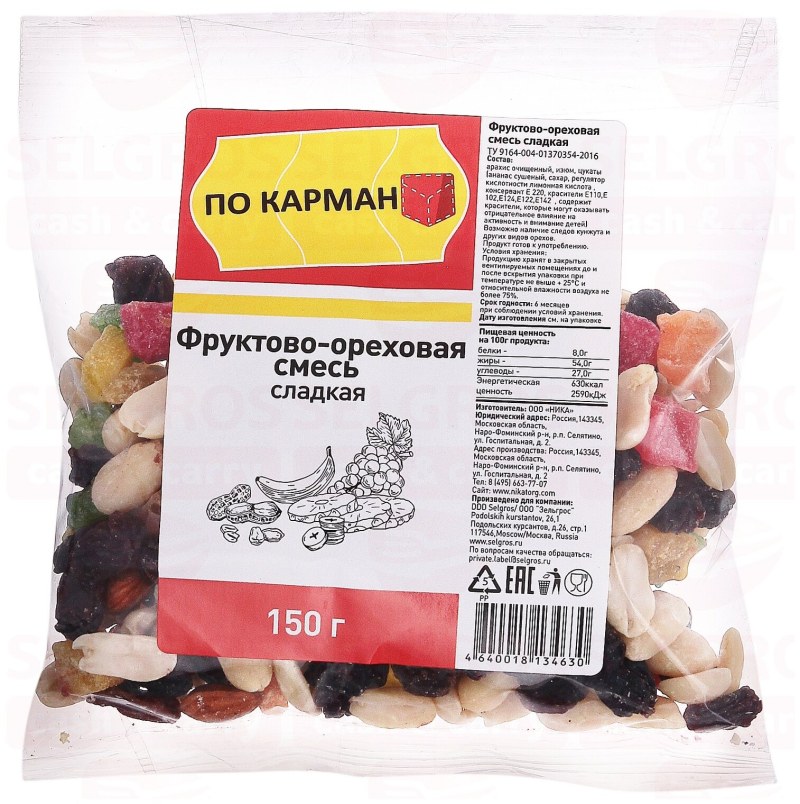 ПО КАРМАНУ
Фруктово-ореховая
смесь
сладкая
150 г
Фруктово-ореховая
смесь сладкая
ТУ 9164-004-01370354-2016
Состав:
арахис очищенный, изюм, цукаты
(ананас сушеный, сахар, регулятор
кислотности лимонная кислота ,
консервант Е 220, красители Е110,Е
102,Е124,Е122,Е142 , содержит
красители, которые могут оказывать
отрицательное влияние на
активность и внимание детей)
Возможно наличие следов кунжута и
других видов орехов.
Продукт готов к употреблению.
Условия хранения:
Продукцию хранят в закрытых
вентилируемых помещениях до и
после вскрытия упаковки при
температуре не выше + 25°С и
относительной влажности воздуха не
более 75%.
Срок годности: 6 месяцев
при соблюдении условий хранения.
Дату изготовления см. на упаковке
Пищевая ценность
на 100г продукта:
белки - 8,0г
жиры - 54,0г
углеводы - 27,0г
Энергетическая 630ккал
ценность 2590кДж
Изготовитель: ООО «НИКА»
Юридический адрес: Россия,143345,
Московская область,
Наро-Фоминский р-н, р.п. Селятино,
ул. Госпитальная, д. 2.
Адрес производства: Россия,143345,
Московская область,
Наро-Фоминский р-н, р.п. Селятино,
ул. Госпитальная, д. 2
Тел: 8 (495) 663-77-07
Сайт: www.nikatorg.com
Произведено для компании:
DDD Selgros/ ООО "Зельгрос"
Podolskih kurstantov, 26,1
Подольских курсантов, д.26, стр.1
117546,Moscow/Москва, Russia
www.selgros.ru
По вопросам качества обращаться:
private.label@selgros.ru
5
PP
EAC
4 640018 134630